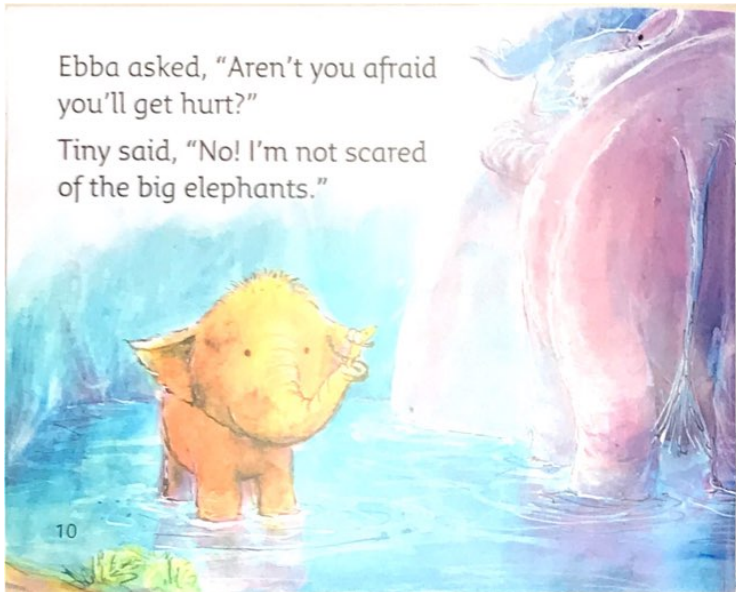 Ebba asked, “Aren’t you afraid
you’ll get hurt?”
Tiny said, “No! I’m not scared
of the big elephants.”
10